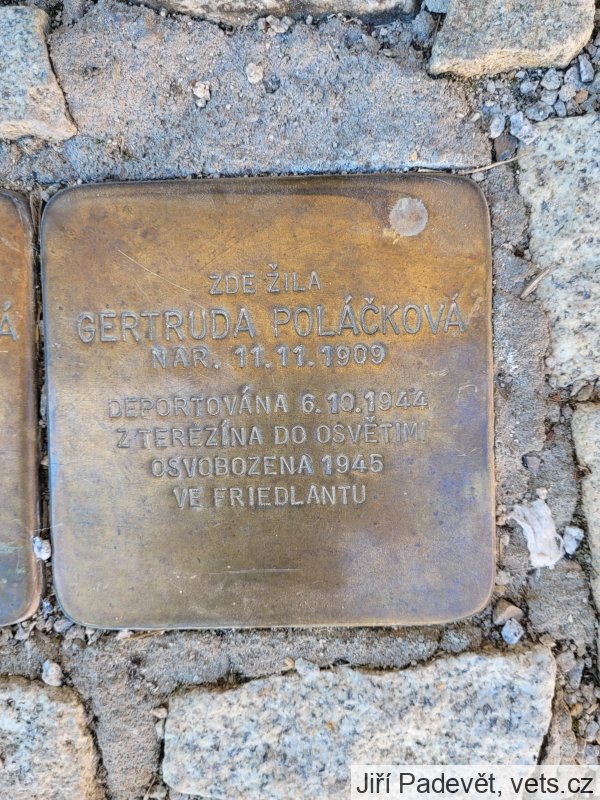 ZDE ŽILA
GERTRUDA POLÁČKOVÁ
NAR. 11.11.1909
DEPORTOVÁNA 6.10.1944
Z TEREZÍNA DO OSVĚTIMI
OSVOBOZENA 1945
VE FRIEDLANTU
Á
Jiří Padevět, vets.cz